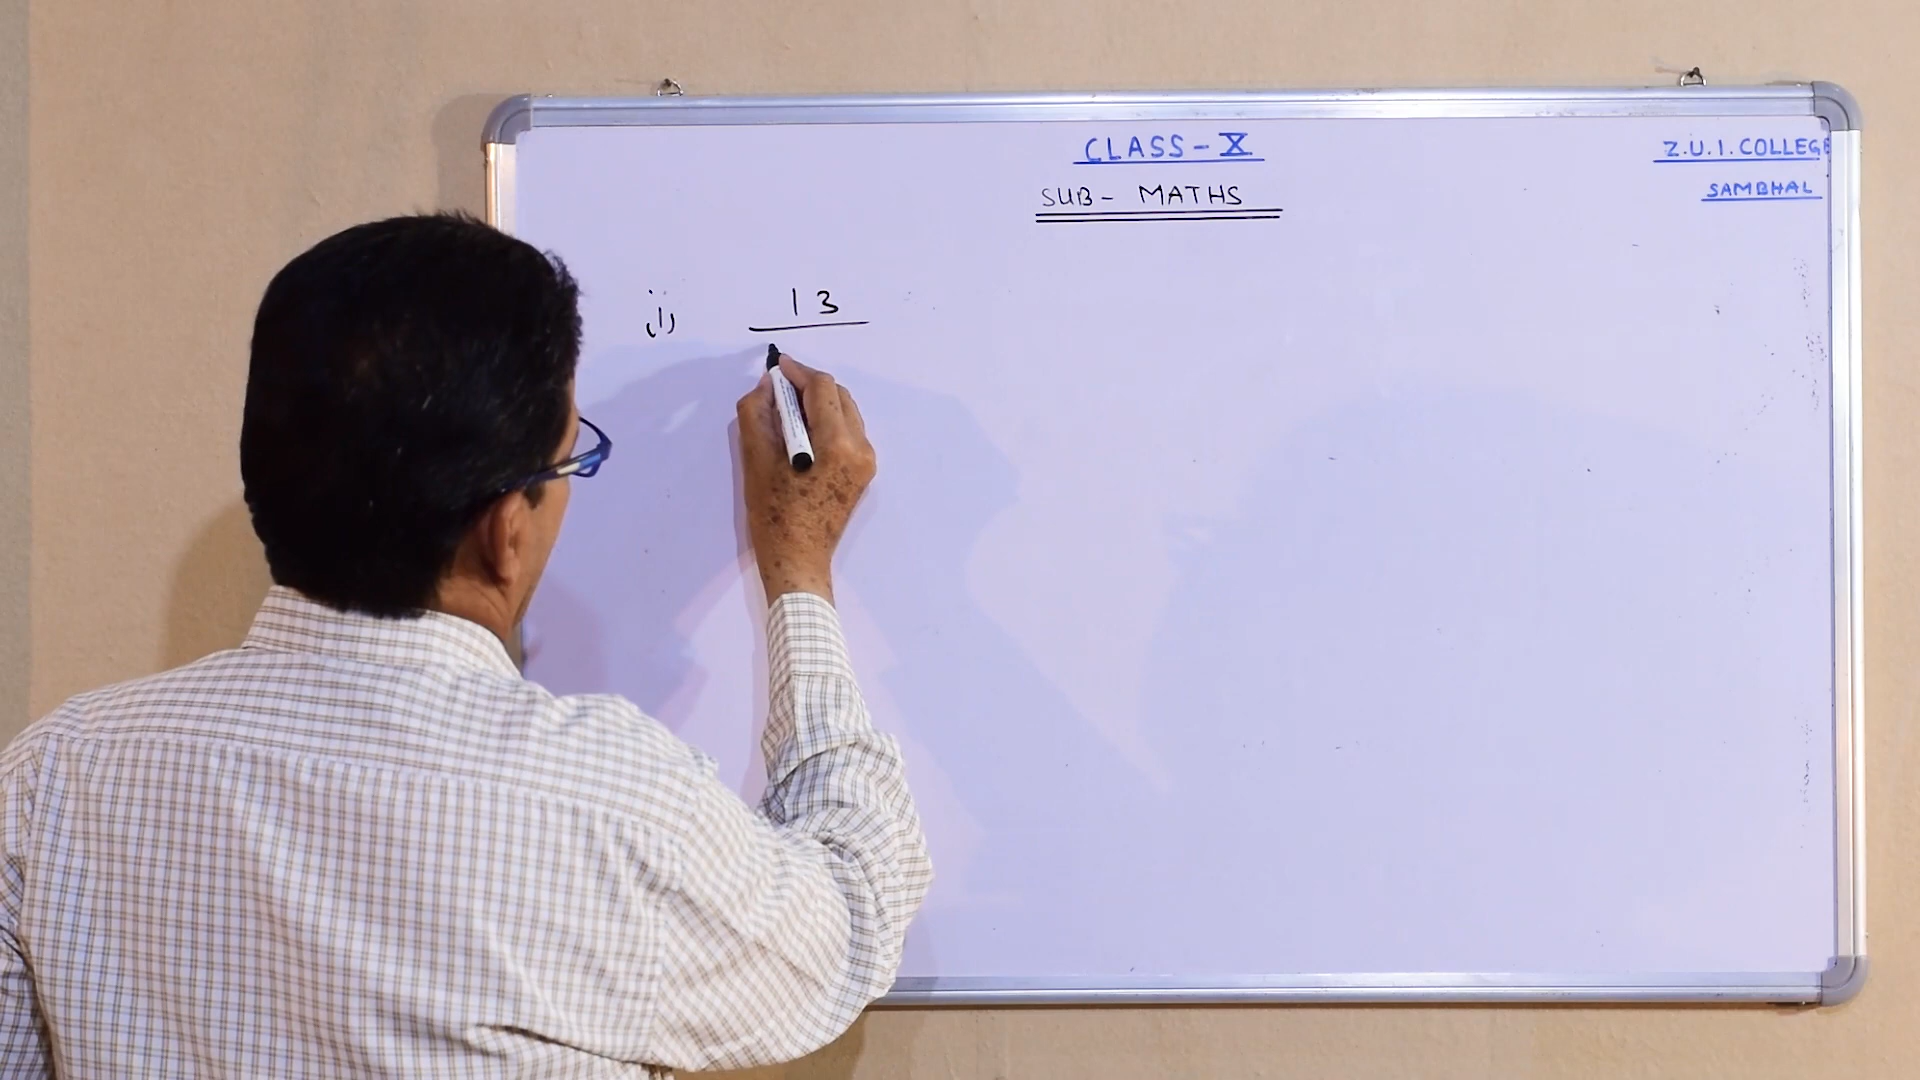 CLASS - X
Z.U.I. COLLEGE
SUB - MATHS
SAMBHAL
(i) 13